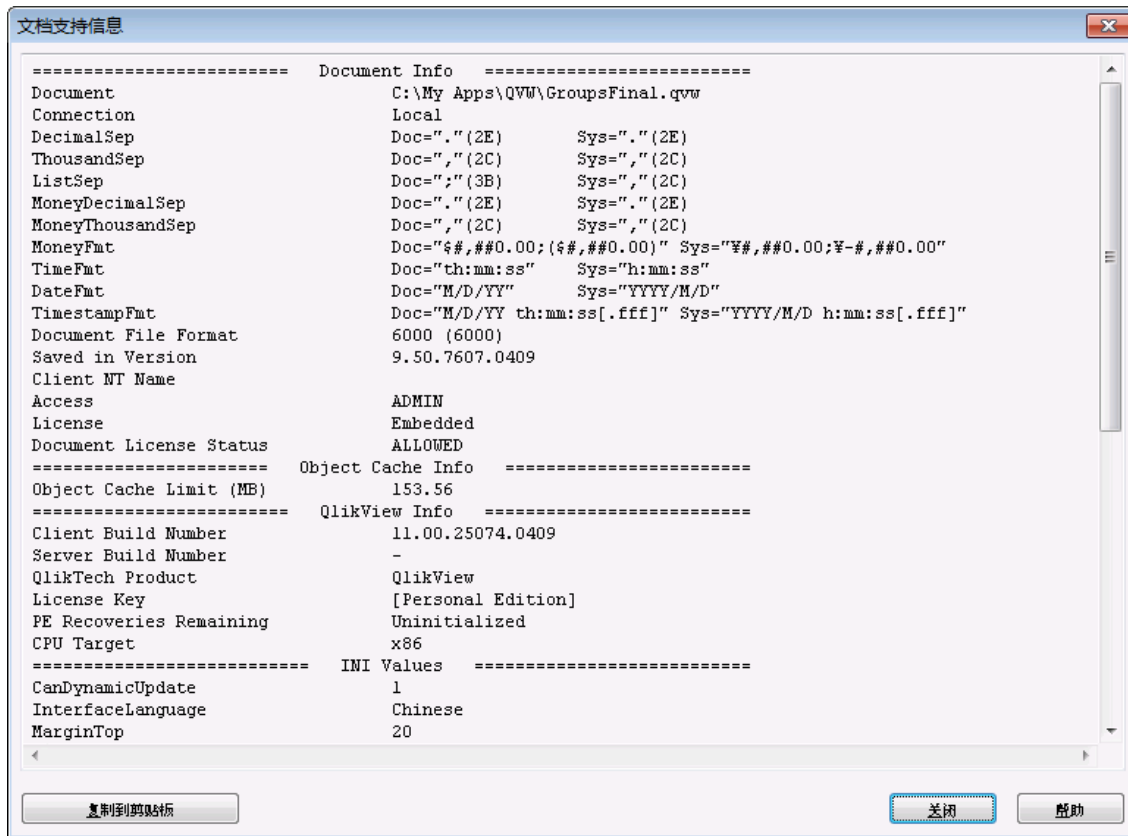 文档支持信息
========================= Document Info ==========================
Document C:\My Apps\QVW\GroupsFinal.qvw
Connection Local
DecimalSep Doc="."(2E) Sys="."(2E)
ThousandSep Doc=","(2C) Sys=","(2C)
ListSep Doc=";"(3B) Sys=","(2C)
MoneyDecimalSep Doc="."(2E) Sys="."(2E)
MoneyThousandSep Doc=","(2C) Sys=","(2C)
MoneyFmt Doc="$#,##0.00;($#,##0.00)" Sys="¥#,##0.00;¥-#,##0.00"
TimeFmt Doc="th:mm:ss" Sys="h:mm:ss"
DateFmt Doc="M/D/YY" Sys="YYYY/M/D"
TimestampFmt Doc="M/D/YY th:mm:ss[.fff]" Sys="YYYY/M/D h:mm:ss[.fff]"
Document File Format 6000 (6000)
Saved in Version 9.50.7607.0409
Client NT Name
Access ADMIN
License Embedded
Document License Status ALLOWED
======================= Object Cache Info ========================
Object Cache Limit (MB) 153.56
========================= QlikView Info ==========================
Client Build Number 11.00.25074.0409
Server Build Number -
QlikTech Product QlikView
License Key [Personal Edition]
PE Recoveries Remaining Uninitialized
CPU Target x86
=========================== INI Values ===========================
CanDynamicUpdate 1
InterfaceLanguage Chinese
MarginTop 20
复制到剪贴板 关闭 帮助